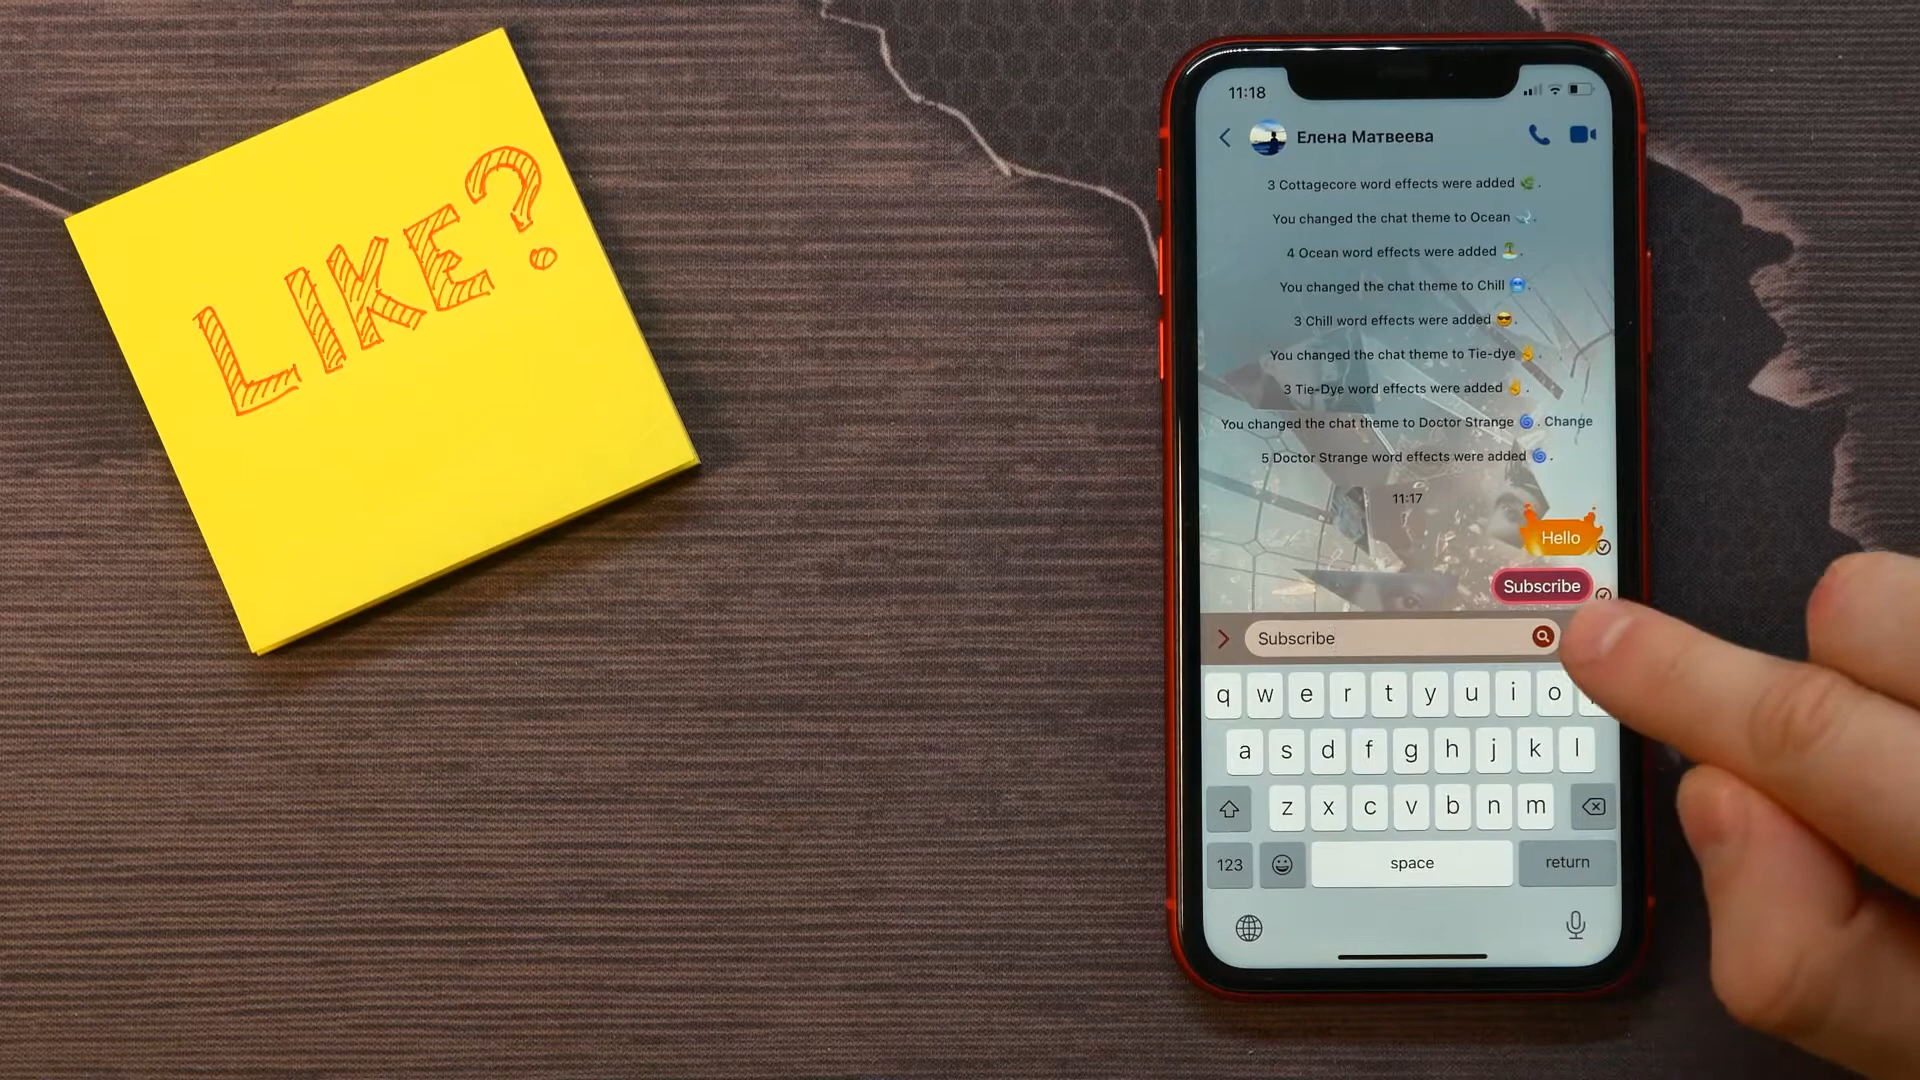 LIKE?
11:18
Елена Матвеева
3 Cottagecore word effects were added 🌿.
You changed the chat theme to Ocean 🌊.
4 Ocean word effects were added 🏝️.
You changed the chat theme to Chill 🥶.
3 Chill word effects were added 😎.
You changed the chat theme to Tie-dye ✌️.
3 Tie-Dye word effects were added ✌️.
You changed the chat theme to Doctor Strange 🌀. Change
5 Doctor Strange word effects were added 🌀.
11:17
Hello
Subscribe
Subscribe
q w e r t y u i o
a s d f g h j k l
z x c v b n m
123 space return